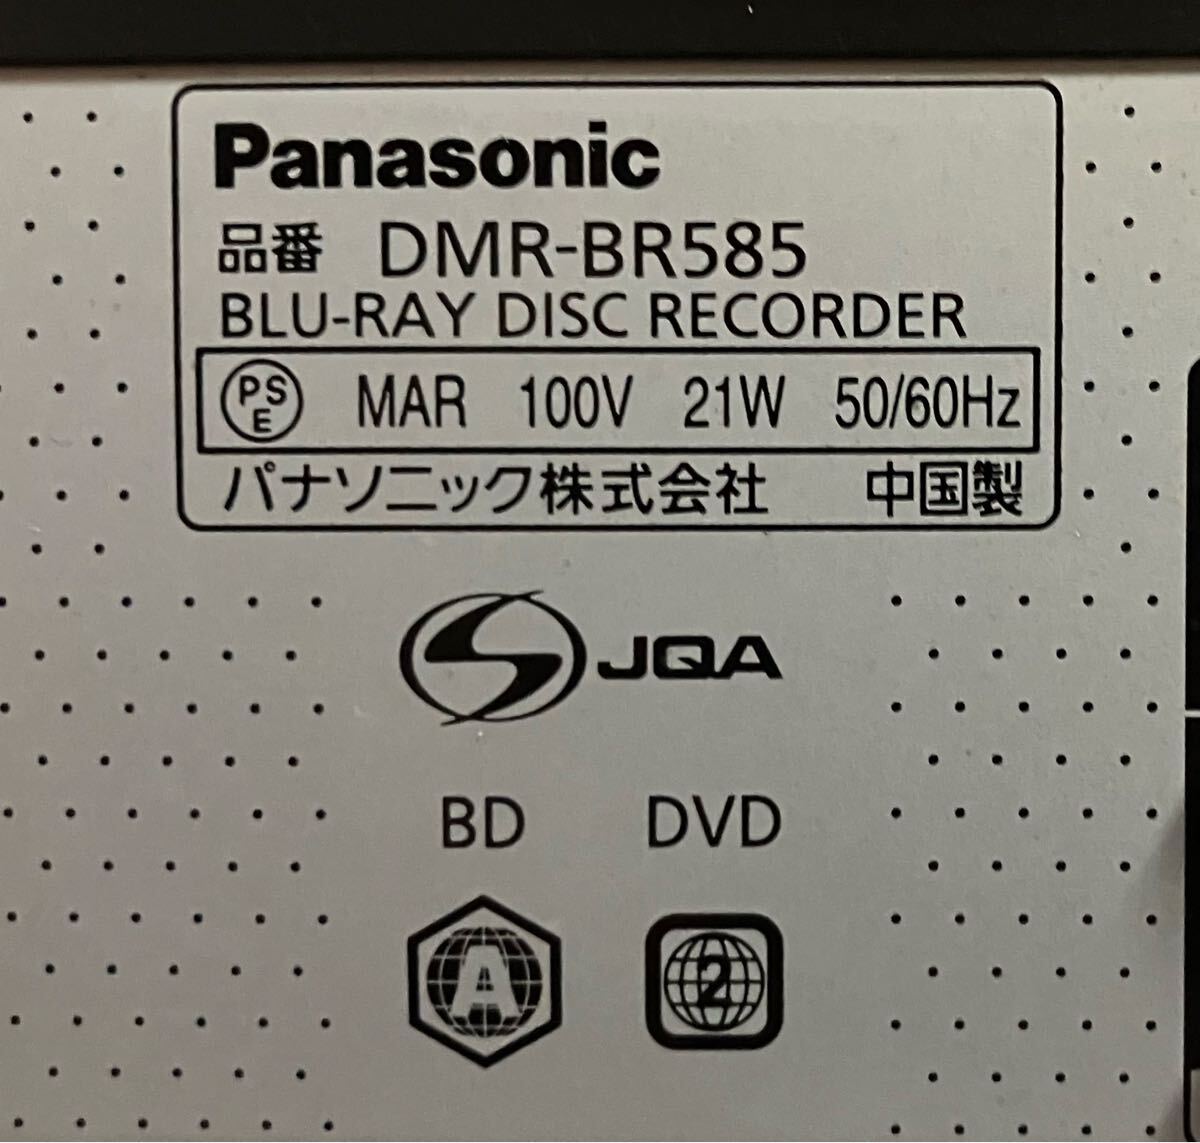 Panasonic
品番 DMR-BR585
BLU-RAY DISC RECORDER
PSE MAR 100V 21W 50/60Hz
パナソニック株式会社 中国製
S JQA
BD DVD
A 2